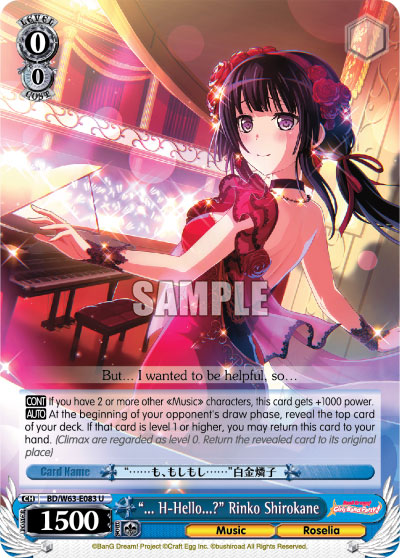 LEVEL
0
0
COST
SAMPLE
But... I wanted to be helpful, so...
CONT If you have 2 or more other «Music» characters, this card gets +1000 power.
AUTO At the beginning of your opponent's draw phase, reveal the top card
of your deck. If that card is level 1 or higher, you may return this card to your
hand. (Climax are regarded as level 0. Return the revealed card to its original
place)
Card Name
“……も、もしもし……”白金燐子
CH
BD/W63-E083 U
“... H-Hello...?” Rinko Shirokane
POWER
1500
Music
Roselia
©BanG Dream! Project ©Craft Egg Inc. ©bushiroad All Rights Reserved.